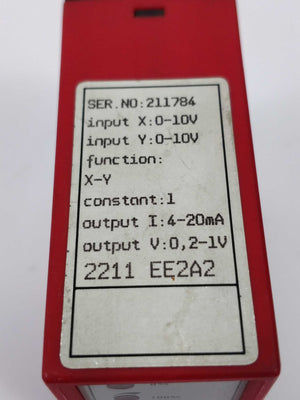 SER.NO:211784
input X:0-10V
input Y:0-10V
function:
X-Y
constant:1
output I:4-20mA
output V:0,2-1V
2211 EE2A2